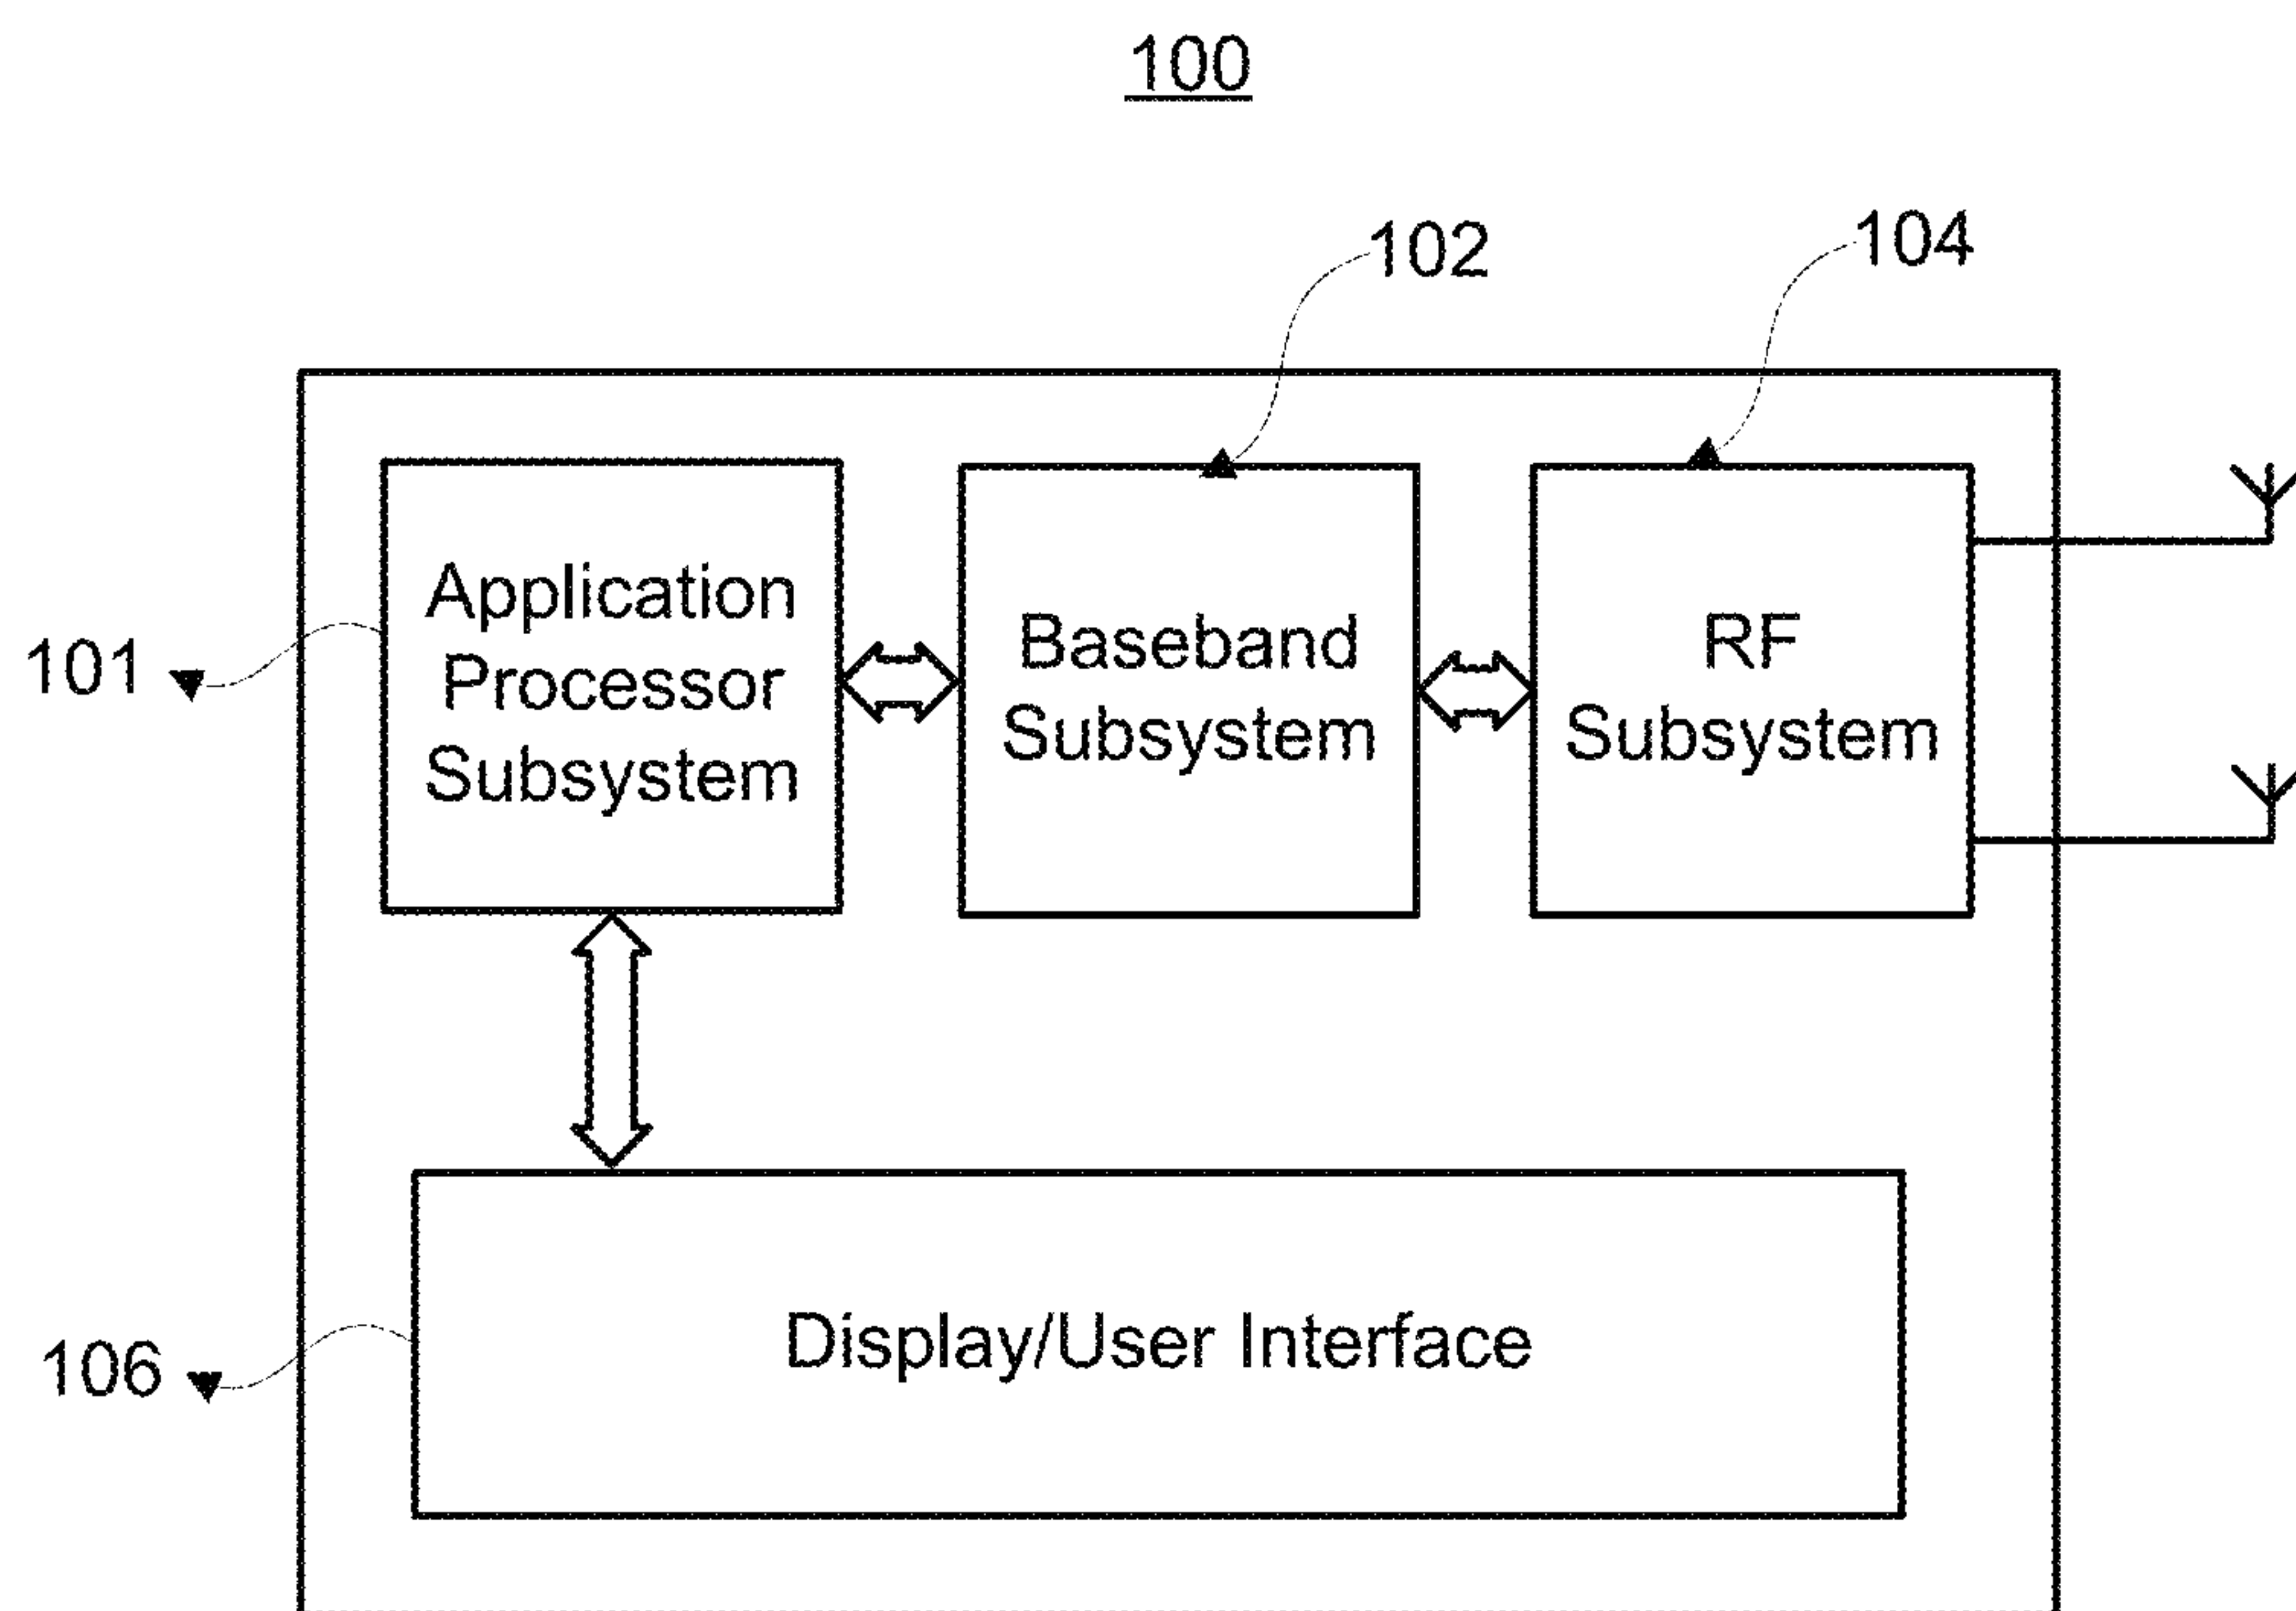 100
102
104
101
Application
Processor
Subsystem
Baseband
Subsystem
RF
Subsystem
106
Display/User Interface